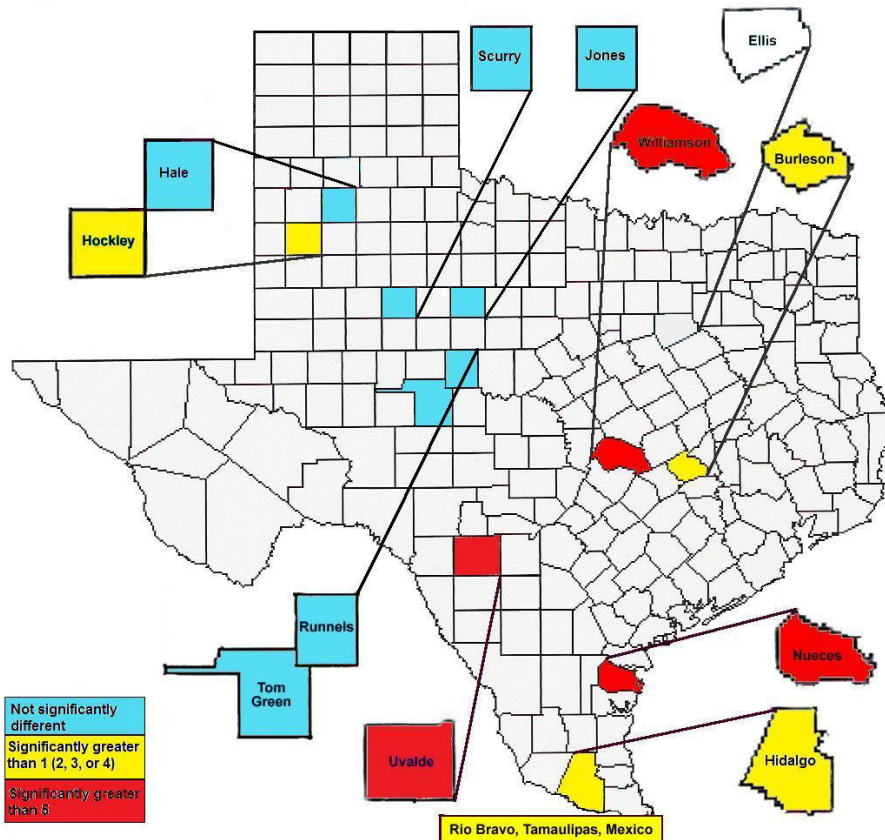 Scurry
Jones
Ellis
Williamson
Burleson
Hale
Hockley
Runnels
Tom
Green
Nueces
Uvalde
Hidalgo
Not significantly
different
Significantly greater
than 1 (2, 3, or 4)
Significantly greater
than 5
Rio Bravo, Tamaulipas, Mexico